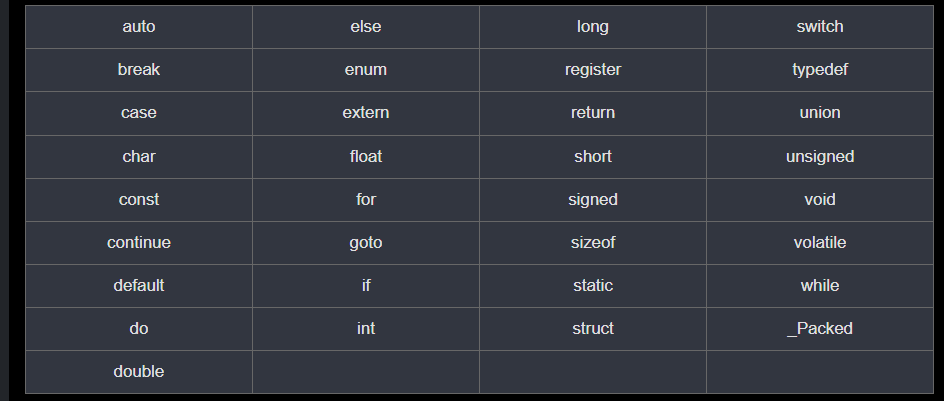 auto else long switch
break enum register typedef
case extern return union
char float short unsigned
const for signed void
continue goto sizeof volatile
default if static while
do int struct _Packed
double